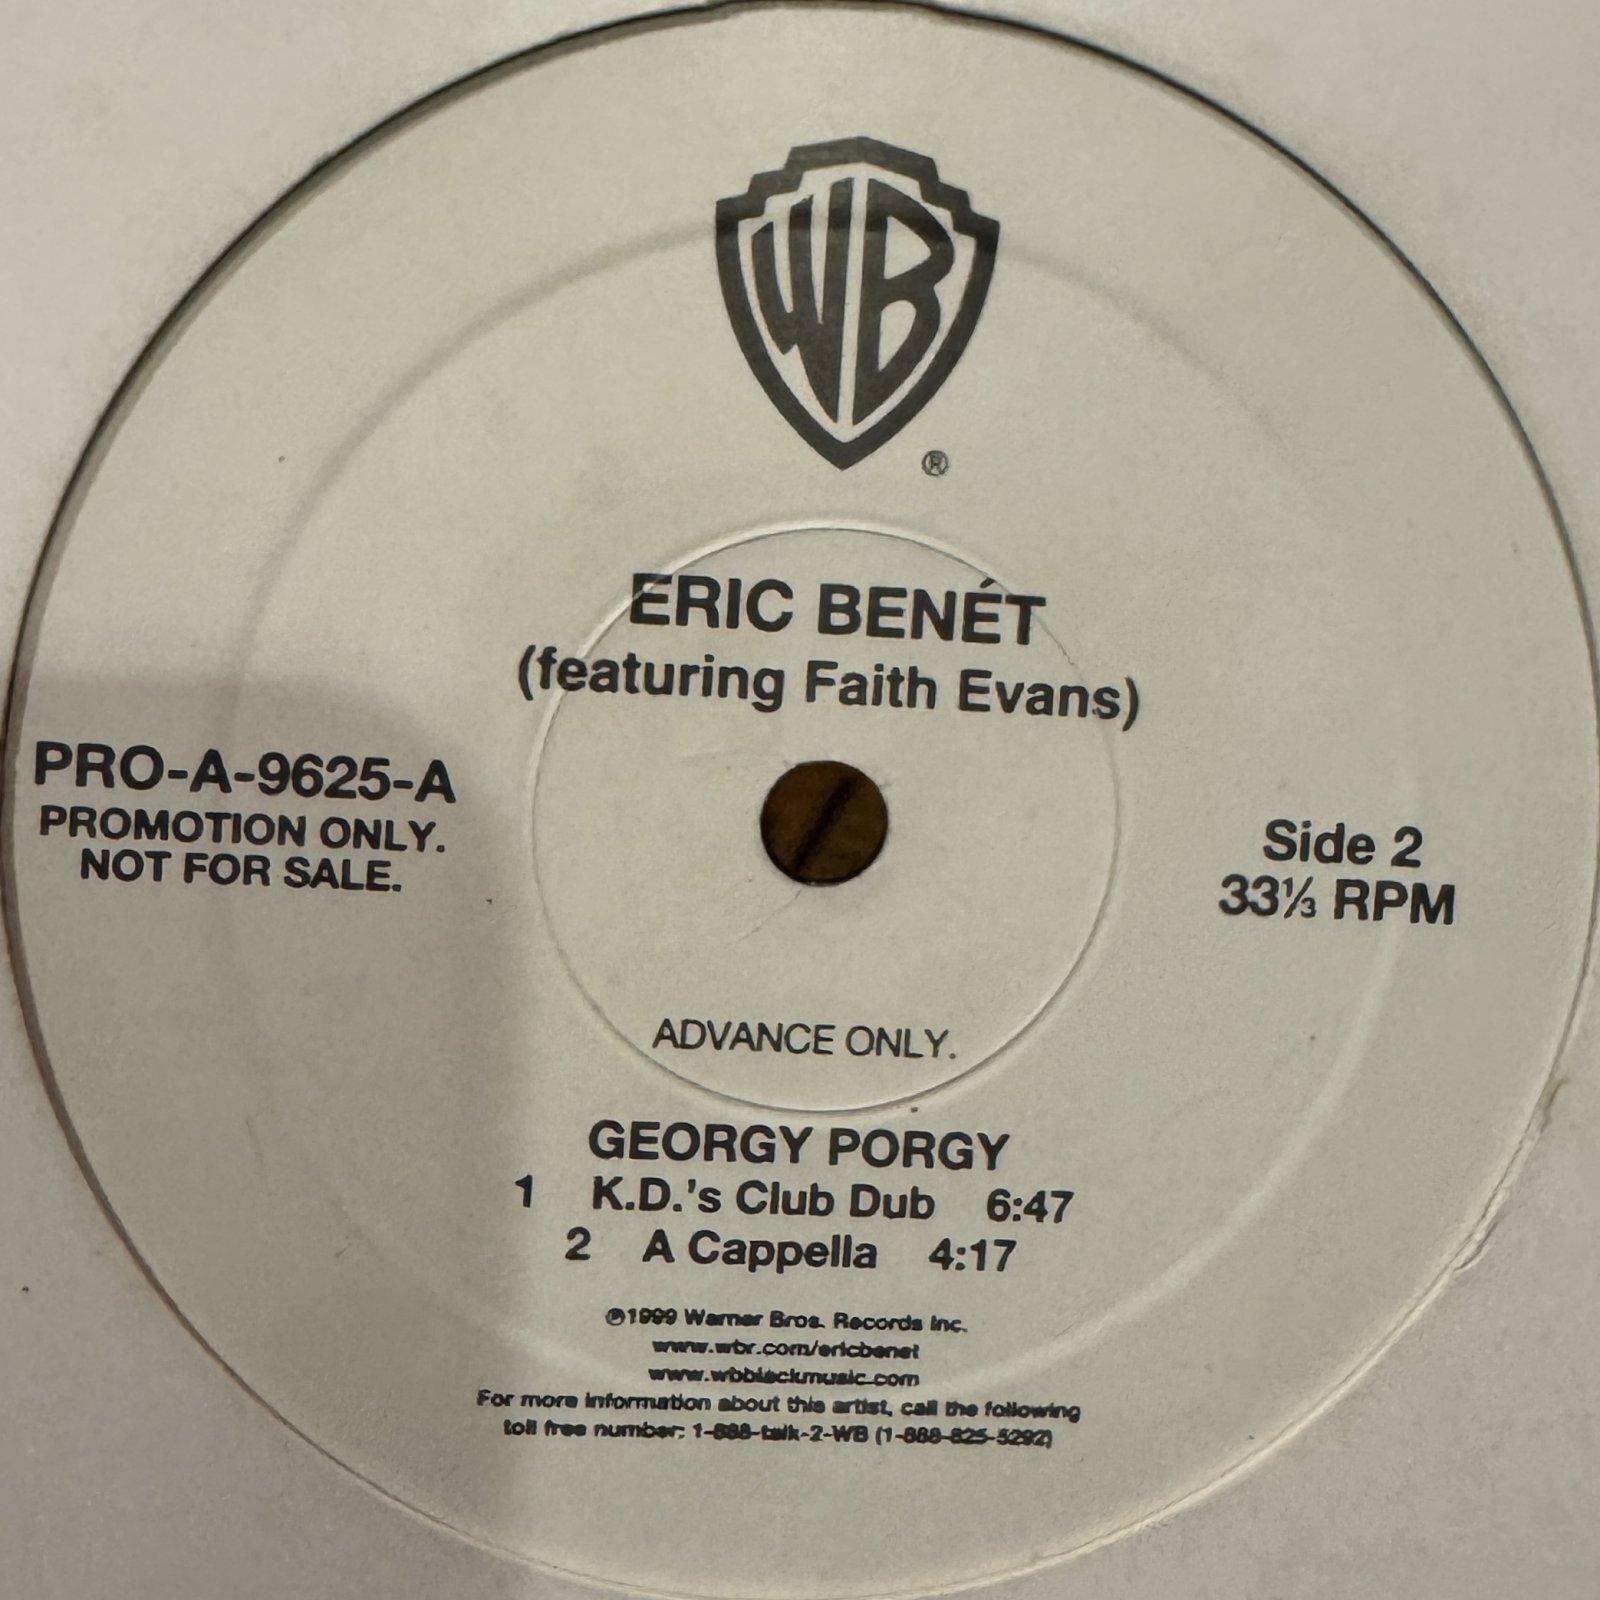 WB
®
ERIC BENÉT
(featuring Faith Evans)
PRO-A-9625-A
PROMOTION ONLY.
NOT FOR SALE.
Side 2
33⅓ RPM
ADVANCE ONLY.
GEORGY PORGY
1 K.D.'s Club Dub 6:47
2 A Cappella 4:17
℗1999 Warner Bros. Records Inc.
www.wbr.com/ericbenet
www.wbblackmusic.com
For more information about this artist, call the following
toll free number: 1-888-talk-2-WB (1-888-825-5292)